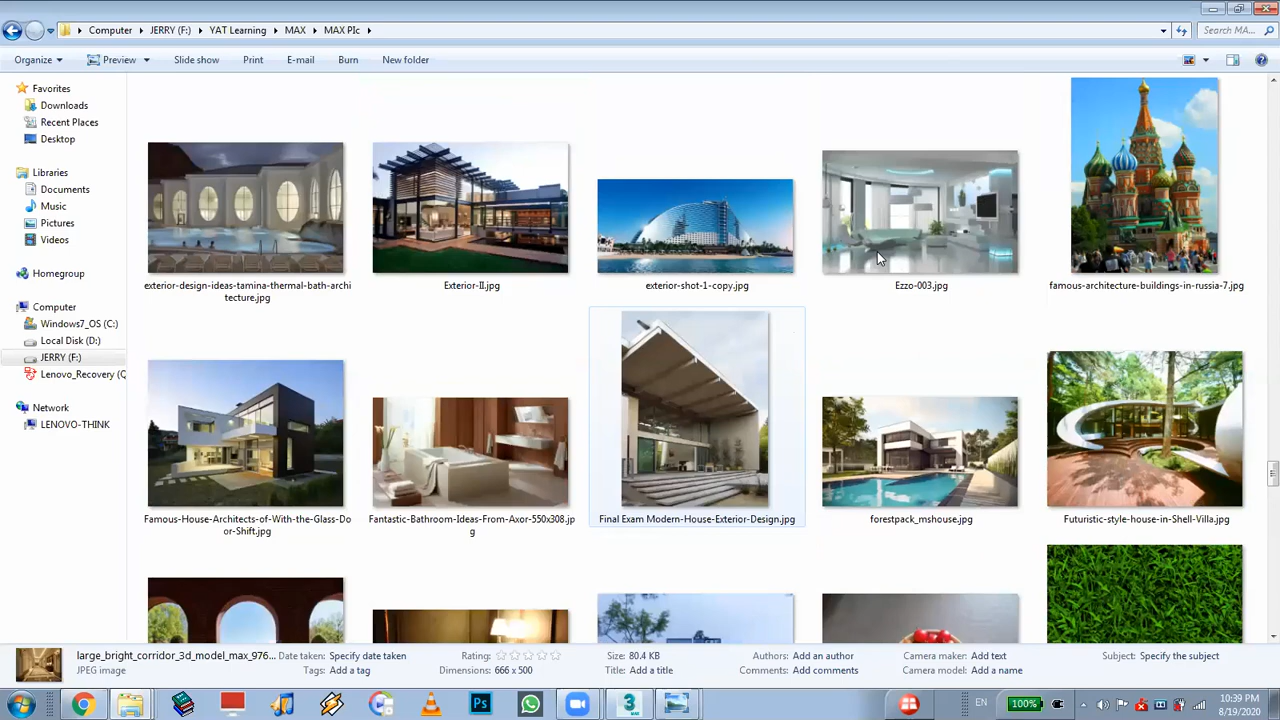 Computer JERRY (F:) YAT Learning MAX MAX PIc
Search MA...
Organize Preview Slide show Print E-mail Burn New folder
Favorites
Downloads
Recent Places
Desktop
Libraries
Documents
Music
Pictures
Videos
Homegroup
Computer
Windows7_OS (C:)
Local Disk (D:)
JERRY (F:)
Lenovo_Recovery (Q
Network
LENOVO-THINK
exterior-design-ideas-tamina-thermal-bath-archi
tecture.jpg
Exterior-II.jpg
exterior-shot-1-copy.jpg
Ezzo-003.jpg
famous-architecture-buildings-in-russia-7.jpg
Famous-House-Architects-of-With-the-Glass-Do
or-Shift.jpg
Fantastic-Bathroom-Ideas-From-Axor-550x308.jp
g
Final Exam Modern-House-Exterior-Design.jpg
forestpack_mshouse.jpg
Futuristic-style-house-in-Shell-Villa.jpg
large_bright_corridor_3d_model_max_976... Date taken: Specify date taken Rating: Size: 80.4 KB Authors: Add an author Camera maker: Add text Subject: Specify the subject
JPEG image Tags: Add a tag Dimensions: 666 x 500 Title: Add a title Comments: Add comments Camera model: Add a name
Ps
3
MAX
EN
100%
10:39 PM
8/19/2020